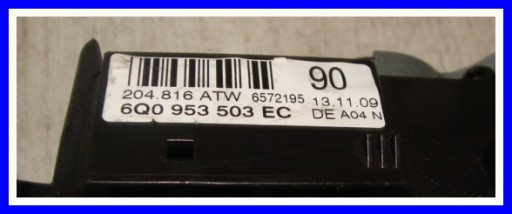 90
204.816 ATW 6572195 13.11.09
6Q0 953 503 EC DE A04 N